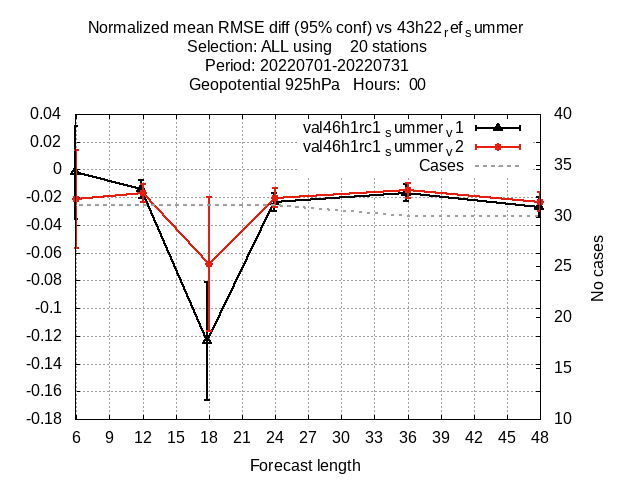 Normalized mean RMSE diff (95% conf) vs 43h22refsummer
Selection: ALL using 20 stations
Period: 20220701-20220731
Geopotential 925hPa Hours: 00
val46h1rc1summerv1
val46h1rc1summerv2
Cases
0.04
0.02
0
-0.02
-0.04
-0.06
-0.08
-0.1
-0.12
-0.14
-0.16
-0.18
40
35
30
25
20
15
10
No cases
6 9 12 15 18 21 24 27 30 33 36 39 42 45 48
Forecast length